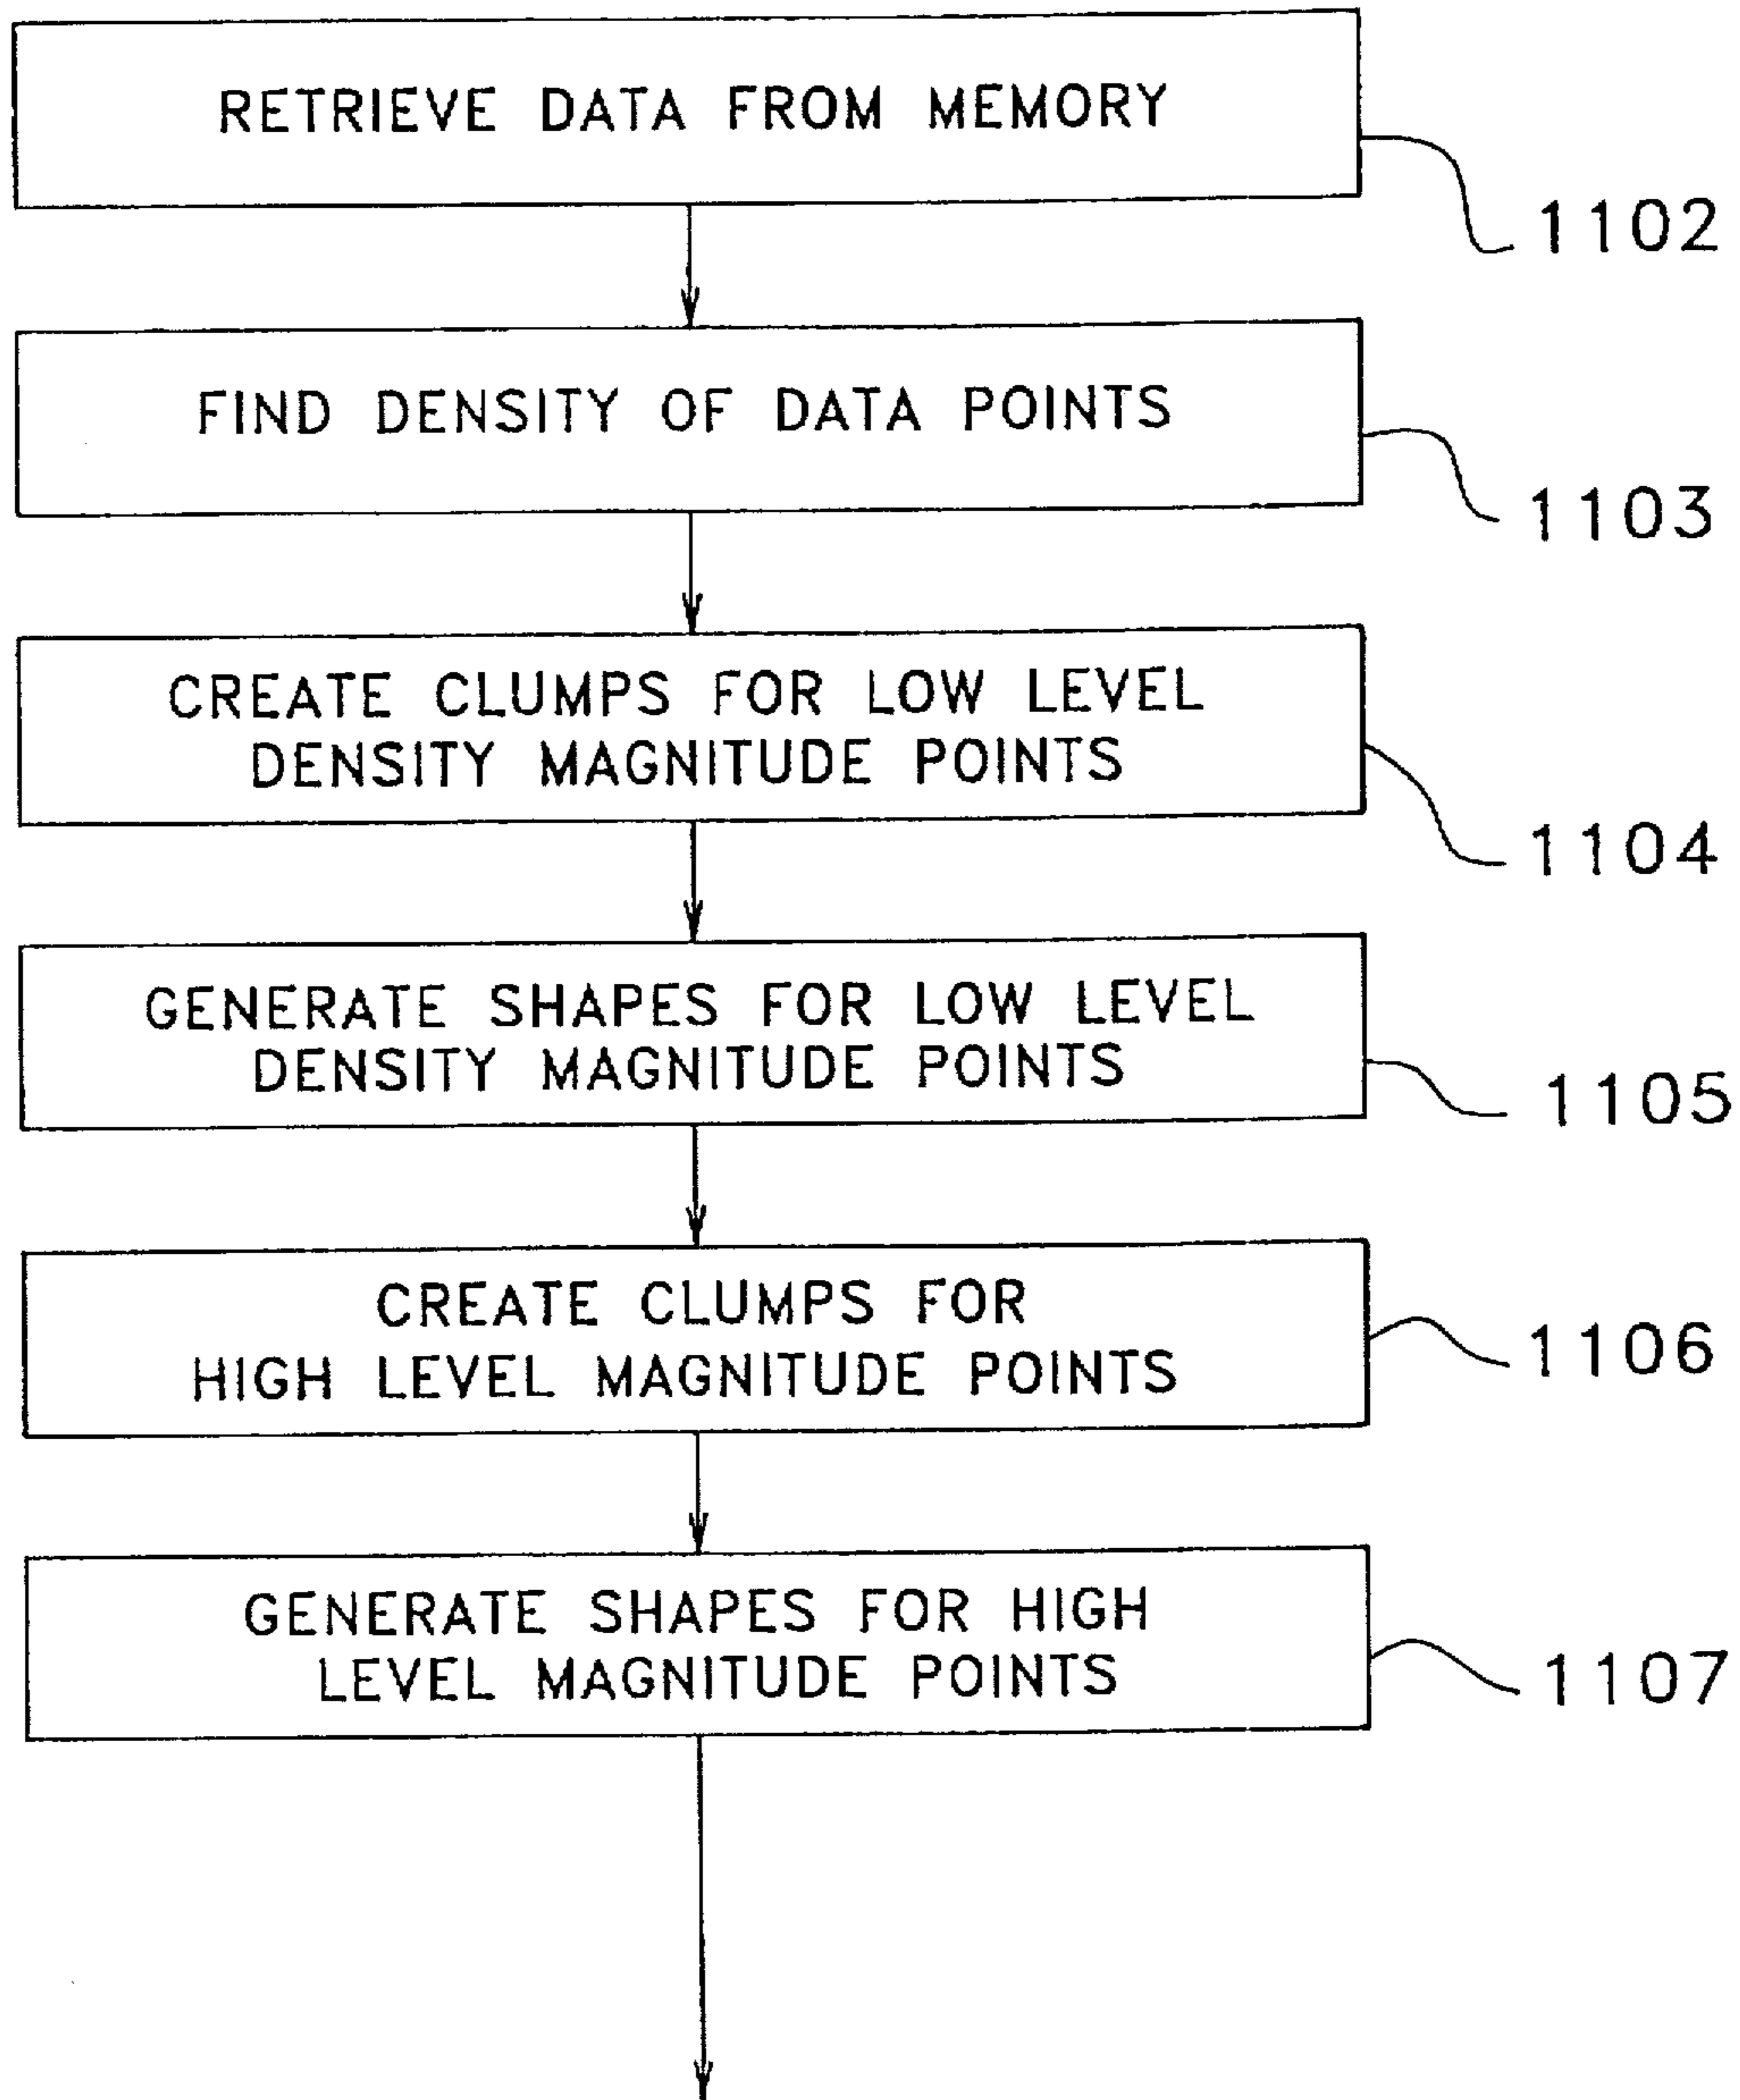 RETRIEVE DATA FROM MEMORY
1102
FIND DENSITY OF DATA POINTS
1103
CREATE CLUMPS FOR LOW LEVEL
DENSITY MAGNITUDE POINTS
1104
GENERATE SHAPES FOR LOW LEVEL
DENSITY MAGNITUDE POINTS
1105
CREATE CLUMPS FOR
HIGH LEVEL MAGNITUDE POINTS
1106
GENERATE SHAPES FOR HIGH
LEVEL MAGNITUDE POINTS
1107